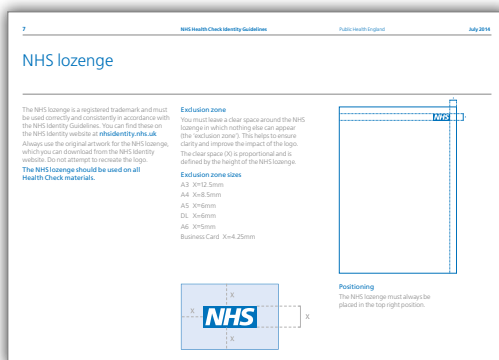 7
NHS Health Check Identity Guidelines
Public Health England
July 2014
NHS lozenge
The NHS lozenge is a registered trademark and must
be used correctly and consistently in accordance with
the NHS Identity Guidelines. You can find these on
the NHS Identity website at nhsidentity.nhs.uk
Always use the original artwork for the NHS lozenge,
which you can download from the NHS Identity
website. Do not attempt to recreate the logo.
The NHS lozenge should be used on all
Health Check materials.
Exclusion zone
You must leave a clear space around the NHS
lozenge in which nothing else can appear
(the 'exclusion zone'). This helps to ensure
clarity and improve the impact of the logo.
The clear space (X) is proportional and is
defined by the height of the NHS lozenge.
Exclusion zone sizes
A3 X=12.5mm
A4 X=8.5mm
A5 X=6mm
DL X=6mm
A6 X=5mm
Business Card X=4.25mm
X
X
NHS
X
X
NHS
Positioning
The NHS lozenge must always be
placed in the top right position.